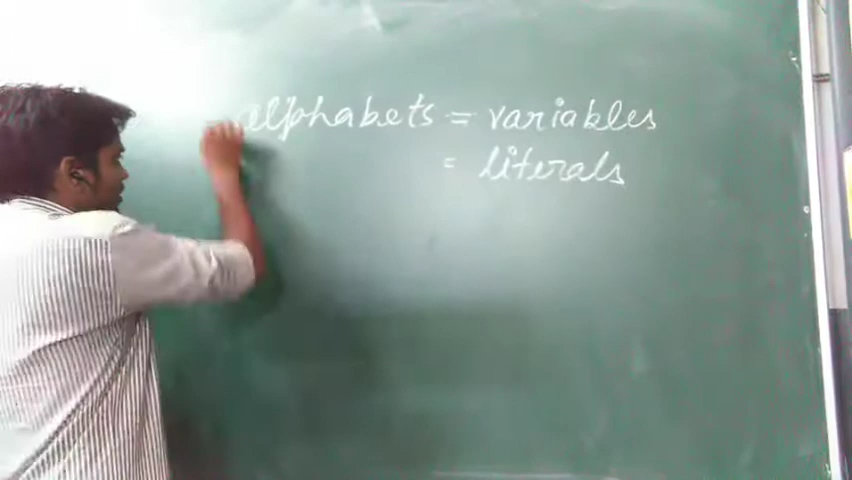 alphabets = variables
= literals